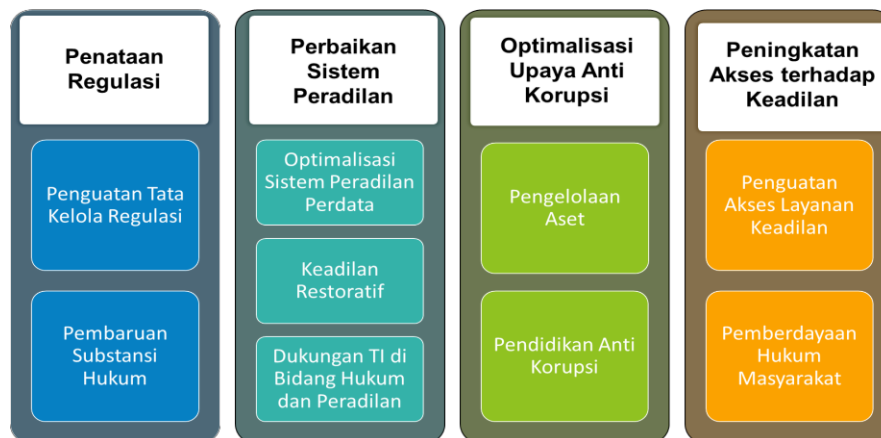 Penataan
Regulasi
Penguatan Tata
Kelola Regulasi
Pembaruan
Substansi
Hukum
Perbaikan
Sistem
Peradilan
Optimalisasi
Sistem Peradilan
Perdata
Keadilan
Restoratif
Dukungan TI di
Bidang Hukum
dan Peradilan
Optimalisasi
Upaya Anti
Korupsi
Pengelolaan
Aset
Pendidikan Anti
Korupsi
Peningkatan
Akses terhadap
Keadilan
Penguatan
Akses Layanan
Keadilan
Pemberdayaan
Hukum
Masyarakat